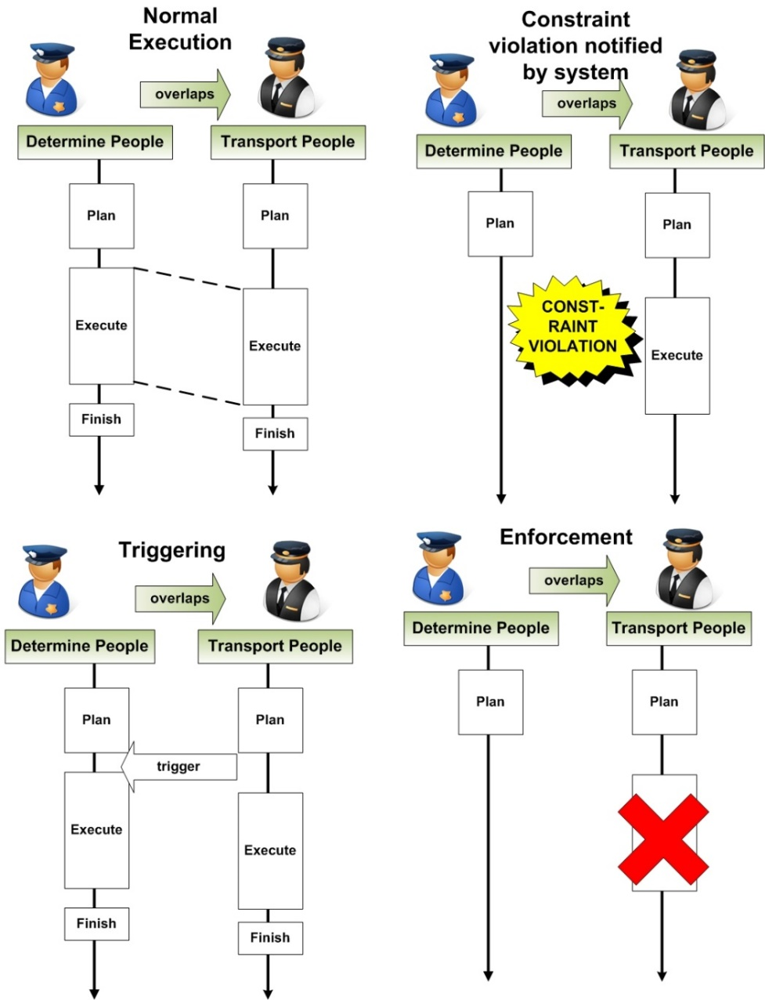 Normal
Execution
overlaps
Determine People
Transport People
Plan
Plan
Execute
Execute
Finish
Finish
Constraint
violation notified
by system
overlaps
Determine People
Transport People
Plan
Plan
CONST-
RAINT
VIOLATION
Execute
Triggering
overlaps
Determine People
Transport People
Plan
Plan
trigger
Execute
Execute
Finish
Finish
Enforcement
overlaps
Determine People
Transport People
Plan
Plan